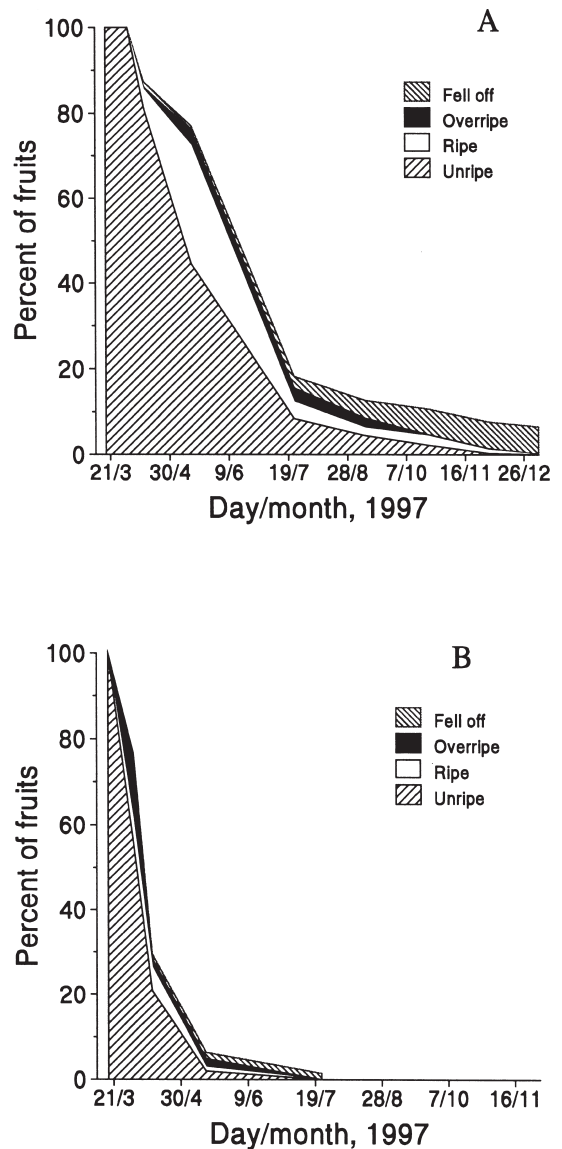 A
100
80
60
40
20
0
Percent of fruits
Fell off
Overripe
Ripe
Unripe
21/3 30/4 9/6 19/7 28/8 7/10 16/11 26/12
Day/month, 1997
B
100
80
60
40
20
0
Percent of fruits
Fell off
Overripe
Ripe
Unripe
21/3 30/4 9/6 19/7 28/8 7/10 16/11
Day/month, 1997